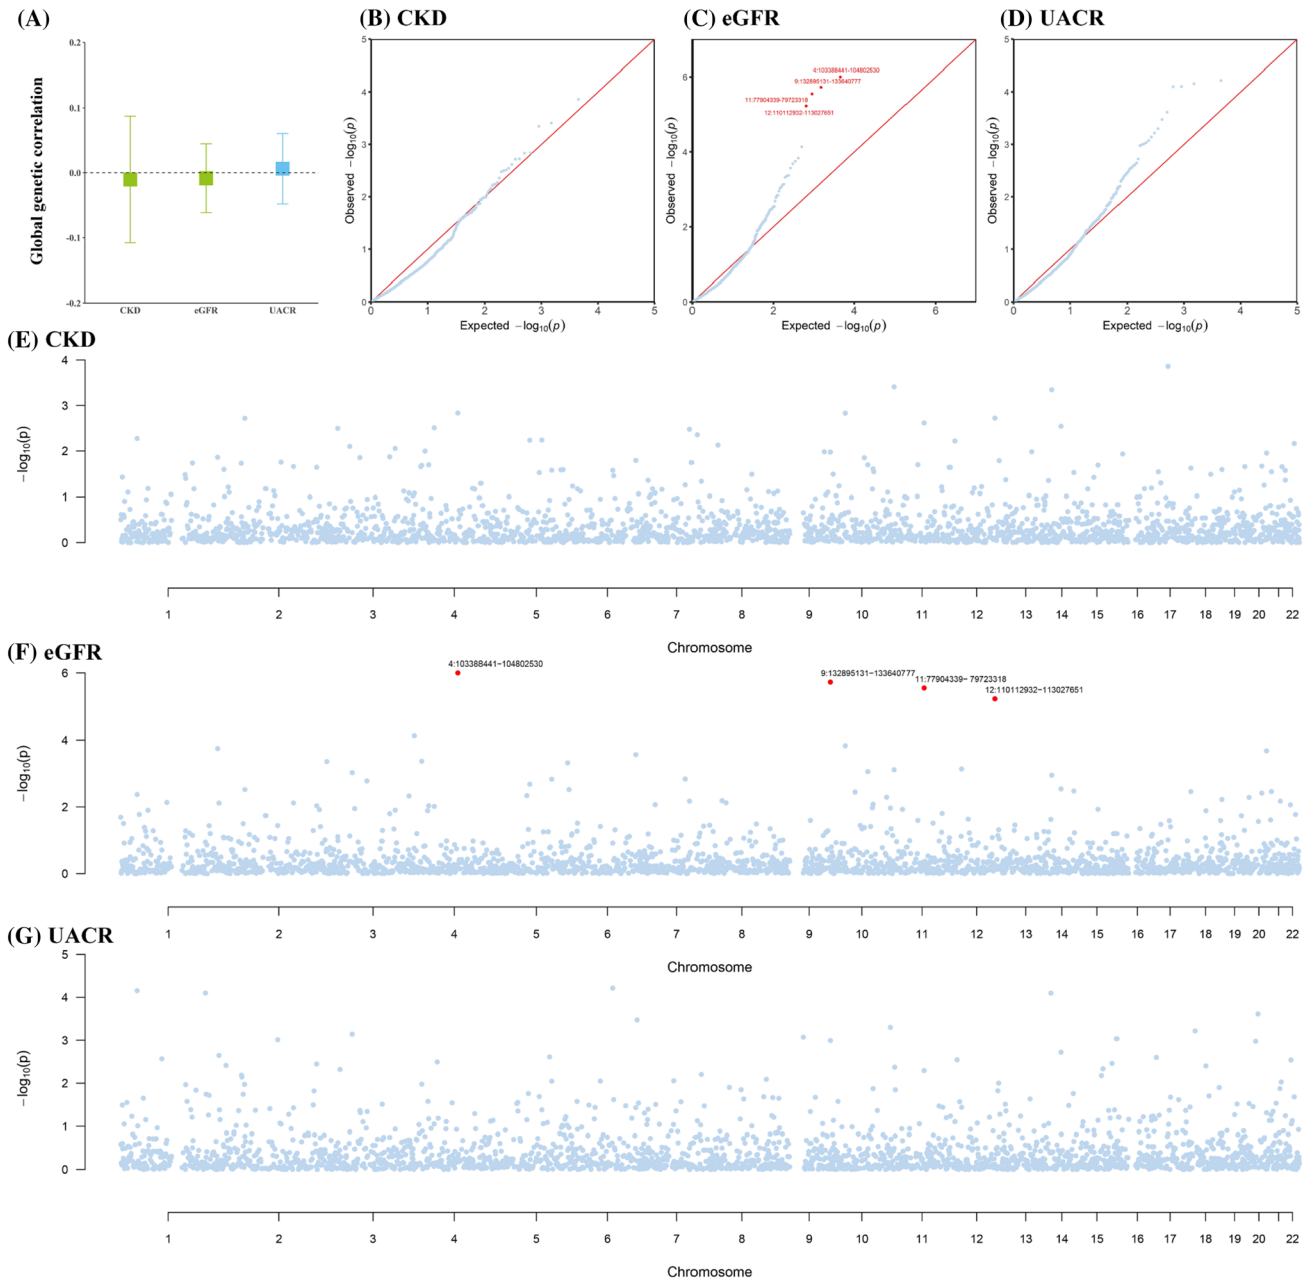 (A)
Global genetic correlation
0.2
0.1
0.0
-0.1
-0.2
CKD eGFR UACR
(B) CKD
Observed −log10(p)
5
4
3
2
1
0
0 1 2 3 4 5
Expected −log10(p)
(C) eGFR
Observed −log10(p)
6
4
2
0
4:103388441-104802530
9:132895131-133640777
11:77904339-79723318
12:110112932-113027651
0 2 4 6
Expected −log10(p)
(D) UACR
Observed −log10(p)
5
4
3
2
1
0
0 1 2 3 4 5
Expected −log10(p)
(E) CKD
−log10(p)
4
3
2
1
0
1 2 3 4 5 6 7 8 9 10 11 12 13 14 15 16 17 18 19 20 22
Chromosome
(F) eGFR
−log10(p)
6
4
2
0
4:103388441−104802530
9:132895131−133640777
11:77904339− 79723318
12:110112932−113027651
1 2 3 4 5 6 7 8 9 10 11 12 13 14 15 16 17 18 19 20 22
Chromosome
(G) UACR
−log10(p)
5
4
3
2
1
0
1 2 3 4 5 6 7 8 9 10 11 12 13 14 15 16 17 18 19 20 22
Chromosome